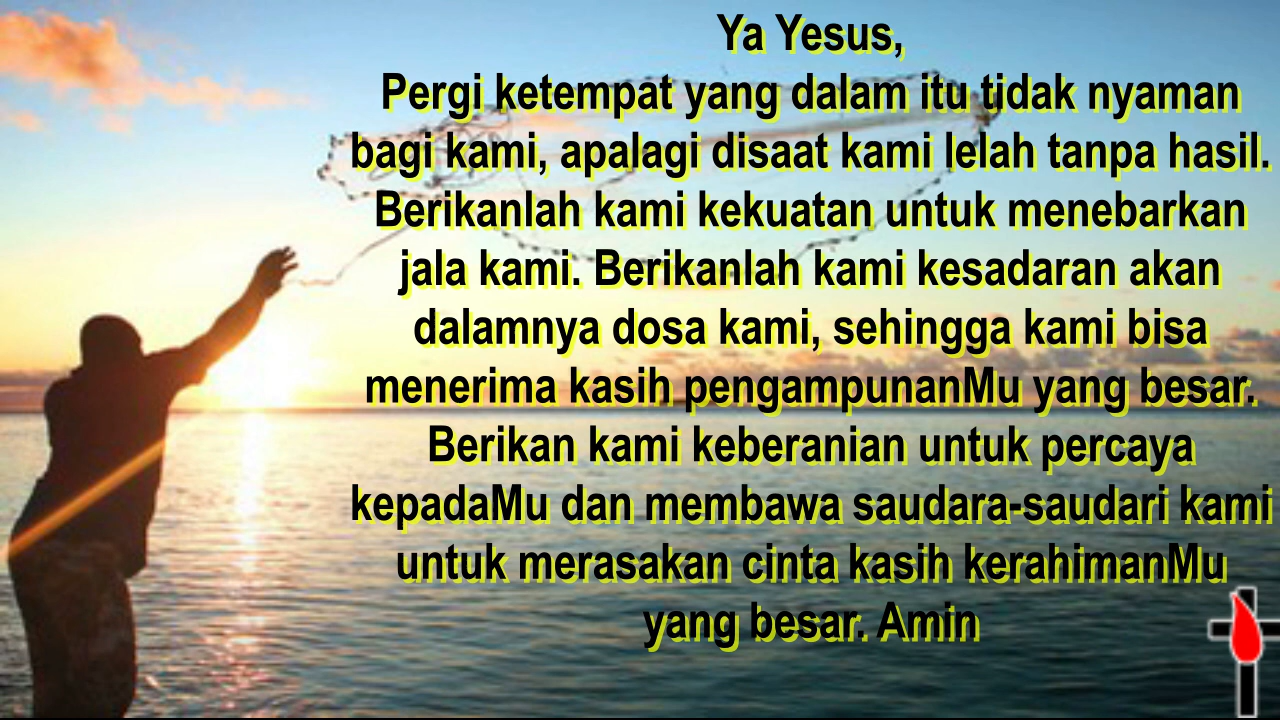 Ya Yesus,
Pergi ketempat yang dalam itu tidak nyaman
bagi kami, apalagi disaat kami lelah tanpa hasil.
Berikanlah kami kekuatan untuk menebarkan
jala kami. Berikanlah kami kesadaran akan
dalamnya dosa kami, sehingga kami bisa
menerima kasih pengampunanMu yang besar.
Berikan kami keberanian untuk percaya
kepadaMu dan membawa saudara-saudari kami
untuk merasakan cinta kasih kerahimanMu
yang besar. Amin